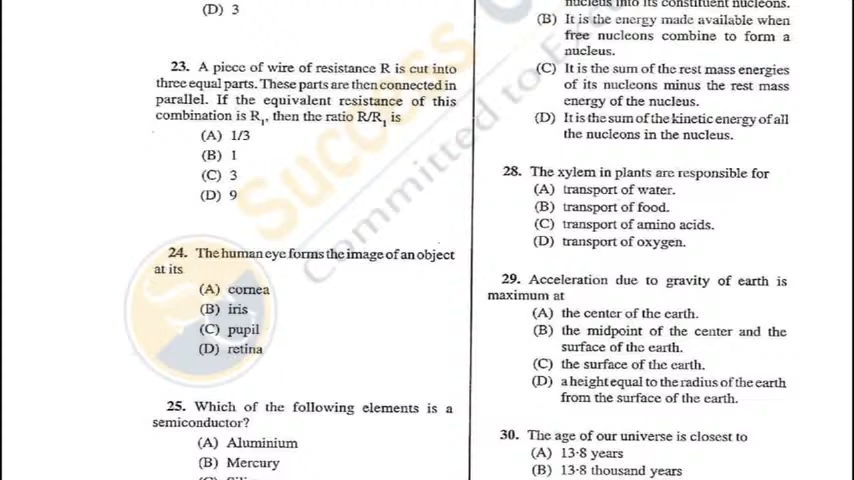 (D) 3
23. A piece of wire of resistance R is cut into
three equal parts. These parts are then connected in
parallel. If the equivalent resistance of this
combination is R₁, then the ratio R/R₁ is
(A) 1/3
(B) 1
(C) 3
(D) 9
24. The human eye forms the image of an object
at its
(A) cornea
(B) iris
(C) pupil
(D) retina
25. Which of the following elements is a
semiconductor?
(A) Aluminium
(B) Mercury
nucleus into its constituent nucleons.
(B) It is the energy made available when
free nucleons combine to form a
nucleus.
(C) It is the sum of the rest mass energies
of its nucleons minus the rest mass
energy of the nucleus.
(D) It is the sum of the kinetic energy of all
the nucleons in the nucleus.
28. The xylem in plants are responsible for
(A) transport of water.
(B) transport of food.
(C) transport of amino acids.
(D) transport of oxygen.
29. Acceleration due to gravity of earth is
maximum at
(A) the center of the earth.
(B) the midpoint of the center and the
surface of the earth.
(C) the surface of the earth.
(D) a height equal to the radius of the earth
from the surface of the earth.
30. The age of our universe is closest to
(A) 13·8 years
(B) 13·8 thousand years
Success
Committed to